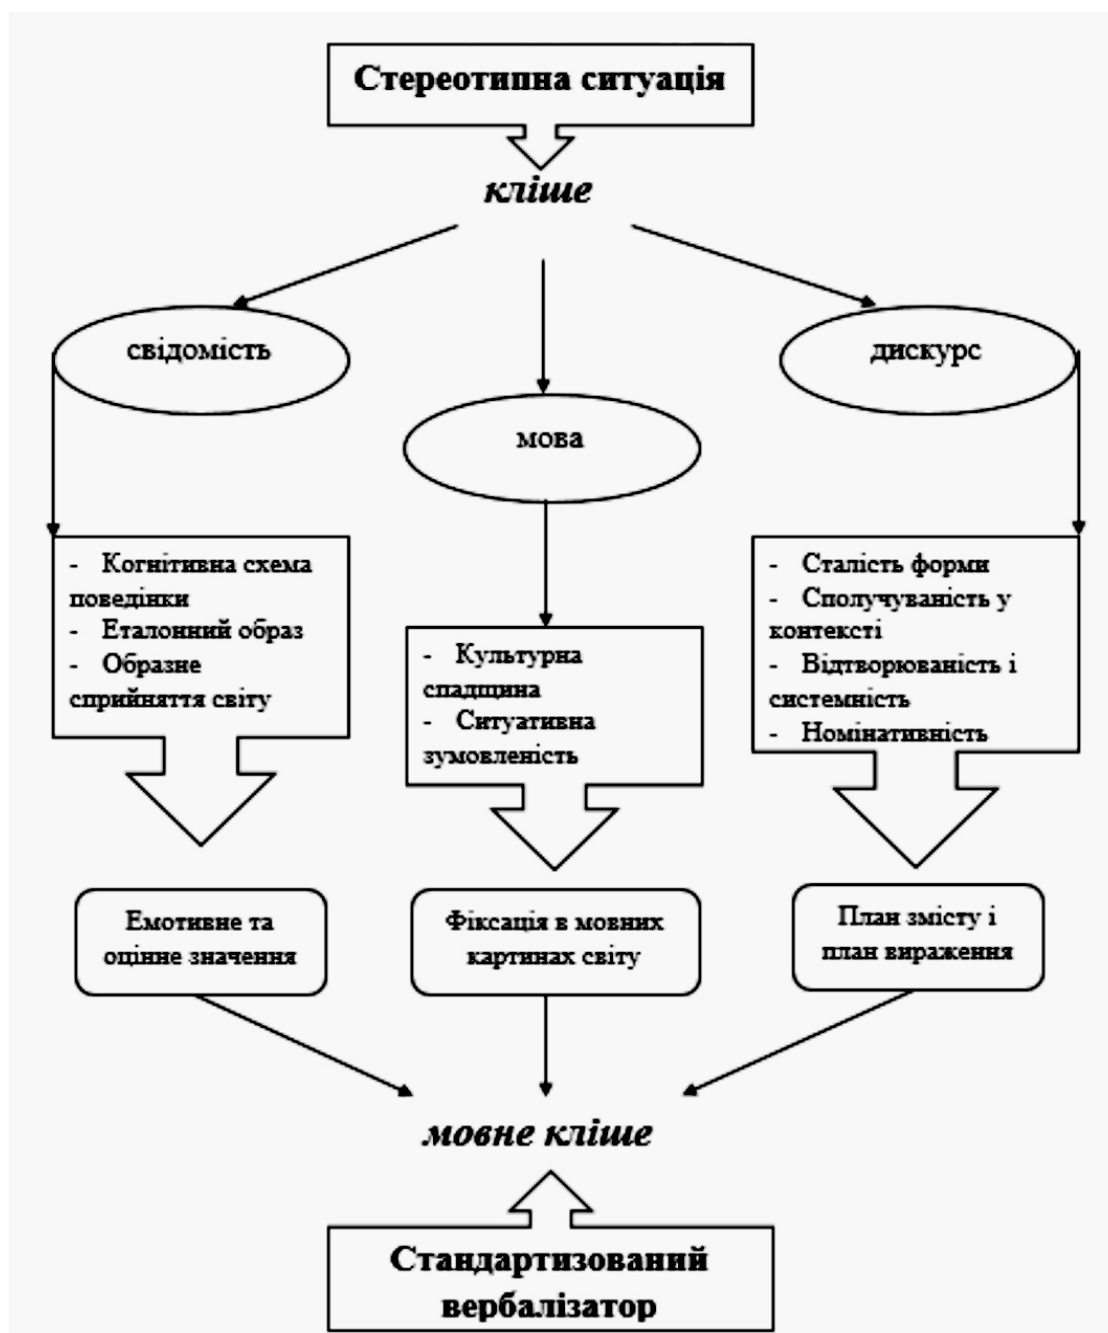 Стереотипна ситуація
кліше
свідомість
дискурс
мова
- Когнітивна схема
поведінки
- Еталонний образ
- Образне
сприйняття світу
- Культурна
спадщина
- Ситуативна
зумовленість
- Сталість форми
- Сполучуваність у
контексті
- Відтворюваність і
системність
- Номінативність
Емотивне та
оцінне значення
Фіксація в мовних
картинах світу
План змісту і
план вираження
мовне кліше
Стандартизований
вербалізатор